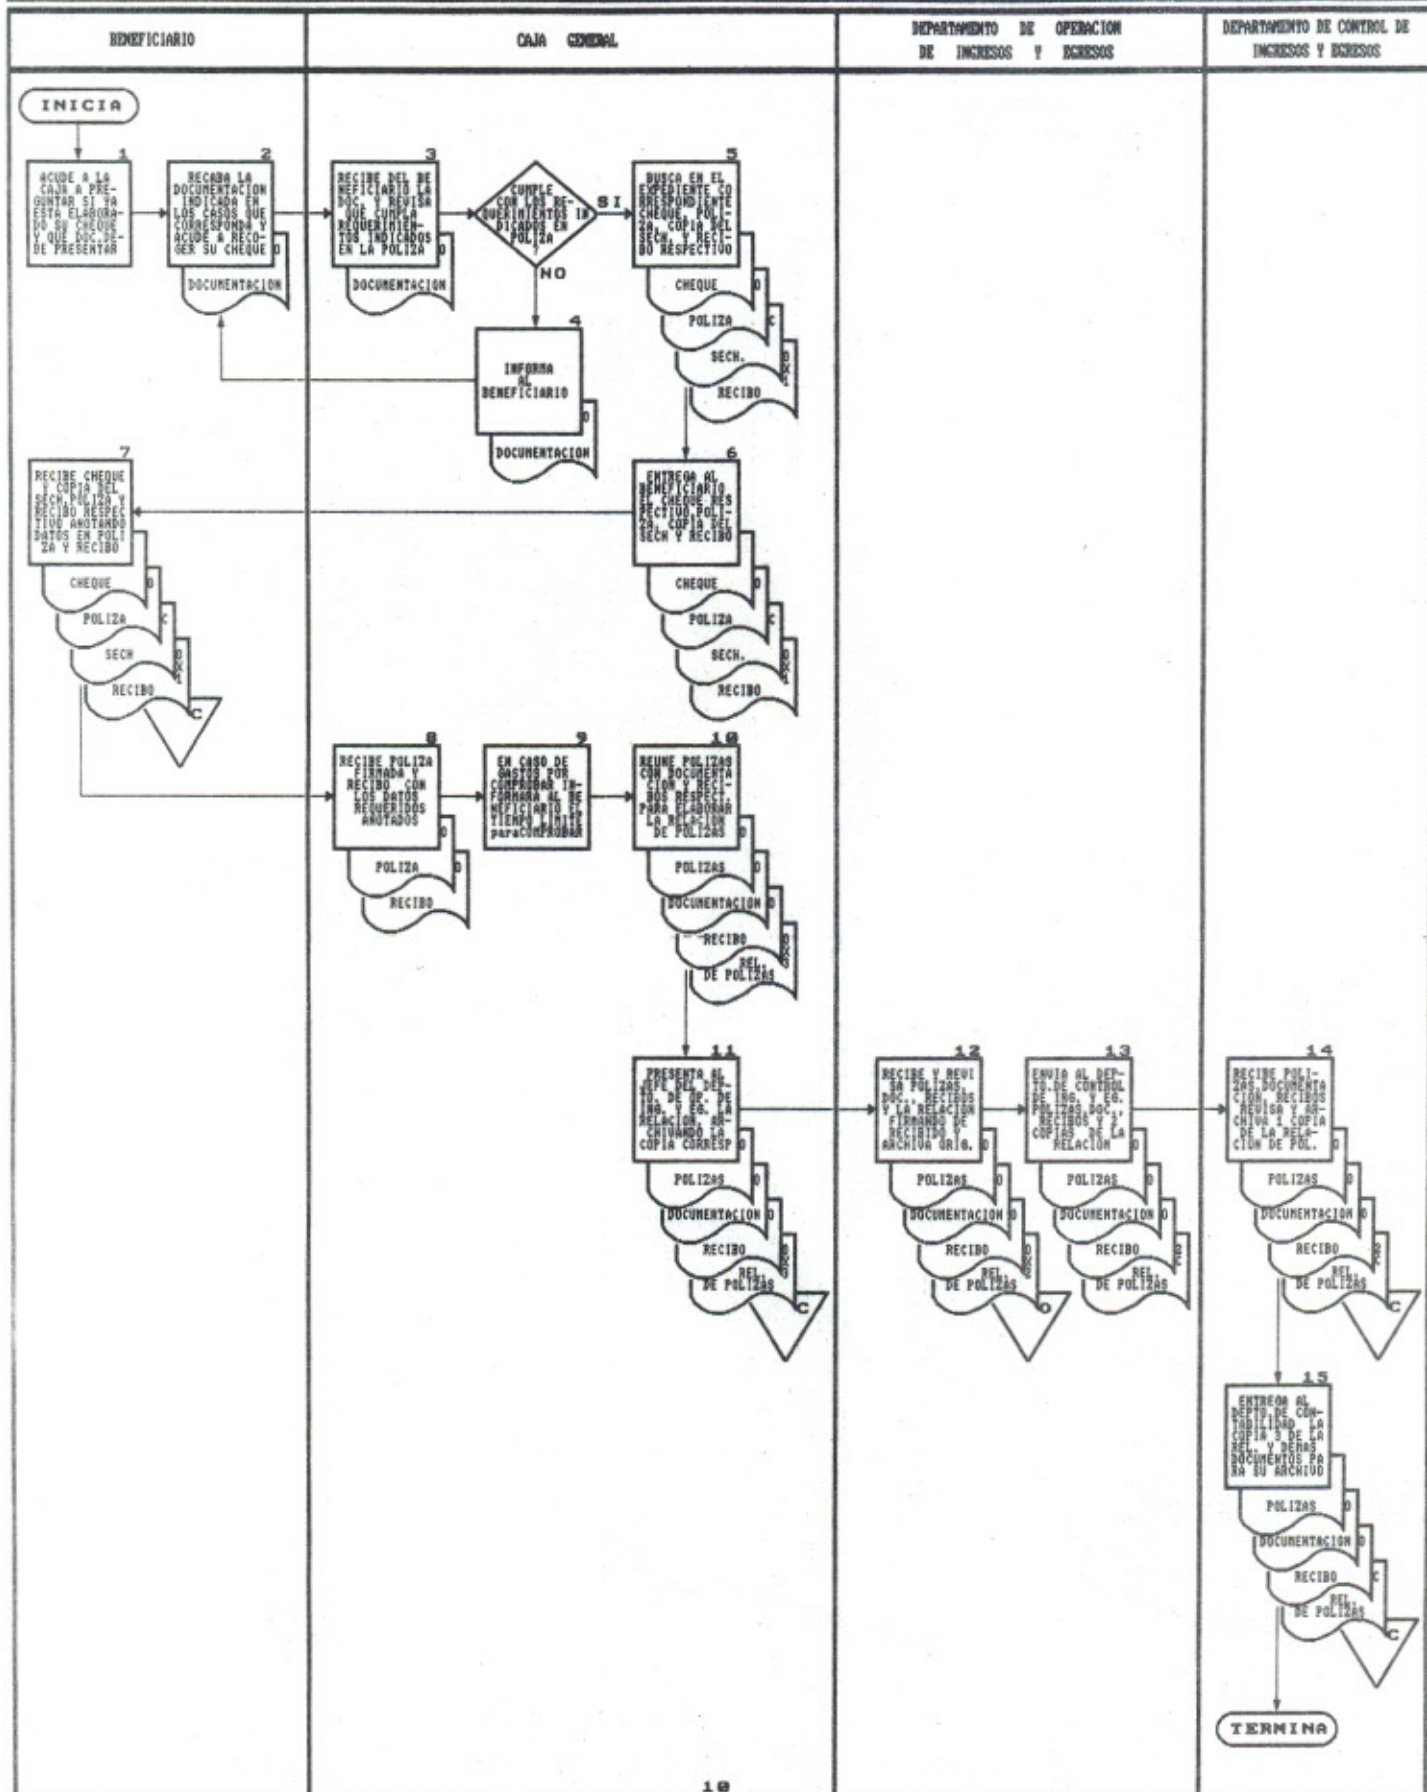 BENEFICIARIO
CAJA GENERAL
DEPARTAMENTO DE OPERACION
DE INGRESOS Y EGRESOS
DEPARTAMENTO DE CONTROL DE
INGRESOS Y EGRESOS
INICIA
1
ACUDE A LA
CAJA A PRE-
GUNTAR SI YA
ESTA ELABORA-
DO SU CHEQUE
Y QUE DOC.DE-
BE PRESENTAR
2
RECABA LA
DOCUMENTACION
INDICADA EN
LOS CASOS QUE
CORRESPONDA Y
ACUDE A RECO-
GER SU CHEQUE
O
DOCUMENTACION
3
RECIBE DEL BE
NEFICIARIO LA
DOC. Y REVISA
QUE CUMPLA
REQUERIMIEN-
TOS INDICADOS
EN LA POLIZA
O
DOCUMENTACION
CUMPLE
CON LOS RE-
QUERIMIENTOS IN
DICADOS EN
POLIZA
?
SI
NO
4
INFORMA
AL
BENEFICIARIO
O
DOCUMENTACION
5
BUSCA EN EL
EXPEDIENTE CO
RRESPONDIENTE
CHEQUE, POLI-
ZA, COPIA DEL
SECH. Y RECI-
BO RESPECTIVO
CHEQUE
O
POLIZA
C
SECH.
RECIBO
6
ENTREGA AL
BENEFICIARIO
EL CHEQUE RES
PECTIVO,POLI-
ZA, COPIA DEL
SECH Y RECIBO
CHEQUE
O
POLIZA
C
SECH.
RECIBO
7
RECIBE CHEQUE
Y COPIA DEL
SECH,POLIZA Y
RECIBO RESPEC
TIVO ANOTANDO
DATOS EN POLI
ZA Y RECIBO
CHEQUE
O
POLIZA
C
SECH
RECIBO
C
8
RECIBE POLIZA
FIRMADA Y
RECIBO CON
LOS DATOS
REQUERIDOS
ANOTADOS
O
POLIZA
O
RECIBO
9
EN CASO DE
GASTOS POR
COMPROBAR IN-
FORMARA AL BE
NEFICIARIO EL
TIEMPO LIMITE
paraCOMPROBAR
10
REUNE POLIZAS
CON DOCUMENTA
CION Y RECI-
BOS RESPECT.
PARA ELABORAR
LA RELACION
DE POLIZAS
O
POLIZAS
O
DOCUMENTACION
O
RECIBO
REL.
DE POLIZAS
11
PRESENTA AL
JEFE DEL DEP-
TO. DE OP. DE
ING. Y EG. LA
RELACION, AR-
CHIVANDO LA
COPIA CORRESP
O
POLIZAS
O
DOCUMENTACION
O
RECIBO
REL.
DE POLIZAS
C
12
RECIBE Y REVI
SA POLIZAS,
DOC., RECIBOS
Y LA RELACION
FIRMANDO DE
RECIBIDO Y
ARCHIVA ORIG.
O
POLIZAS
O
DOCUMENTACION
O
RECIBO
REL.
DE POLIZAS
O
13
ENVIA AL DEP-
TO.DE CONTROL
DE ING. Y EG.
POLIZAS,DOC.,
RECIBOS Y 2
COPIAS DE LA
RELACION
O
POLIZAS
O
DOCUMENTACION
O
RECIBO
REL.
DE POLIZAS
14
RECIBE POLI-
ZAS,DOCUMENTA
CION, RECIBOS
REVISA Y AR-
CHIVA 1 COPIA
DE LA RELA-
CION DE POL.
O
POLIZAS
O
DOCUMENTACION
O
RECIBO
REL.
DE POLIZAS
C
15
ENTREGA AL
DEPTO.DE CON-
TABILIDAD LA
COPIA 3 DE LA
REL. Y DEMAS
DOCUMENTOS PA
RA SU ARCHIVO
POLIZAS
O
DOCUMENTACION
O
RECIBO
C
REL.
DE POLIZAS
C
TERMINA
10